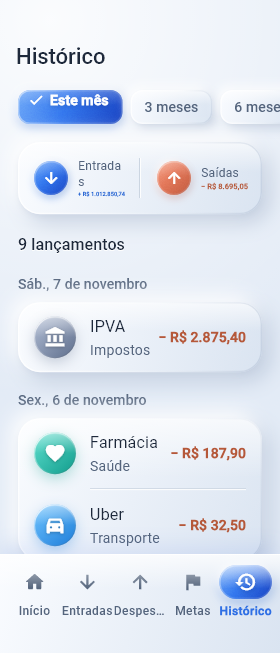 Histórico
Este mês
3 meses
6 mese
Entrada
s
+ R$ 1.012.850,74
Saídas
− R$ 8.695,05
9 lançamentos
Sáb., 7 de novembro
IPVA
Impostos
− R$ 2.875,40
Sex., 6 de novembro
Farmácia
Saúde
− R$ 187,90
Uber
Transporte
− R$ 32,50
Início
Entradas
Despes...
Metas
Histórico